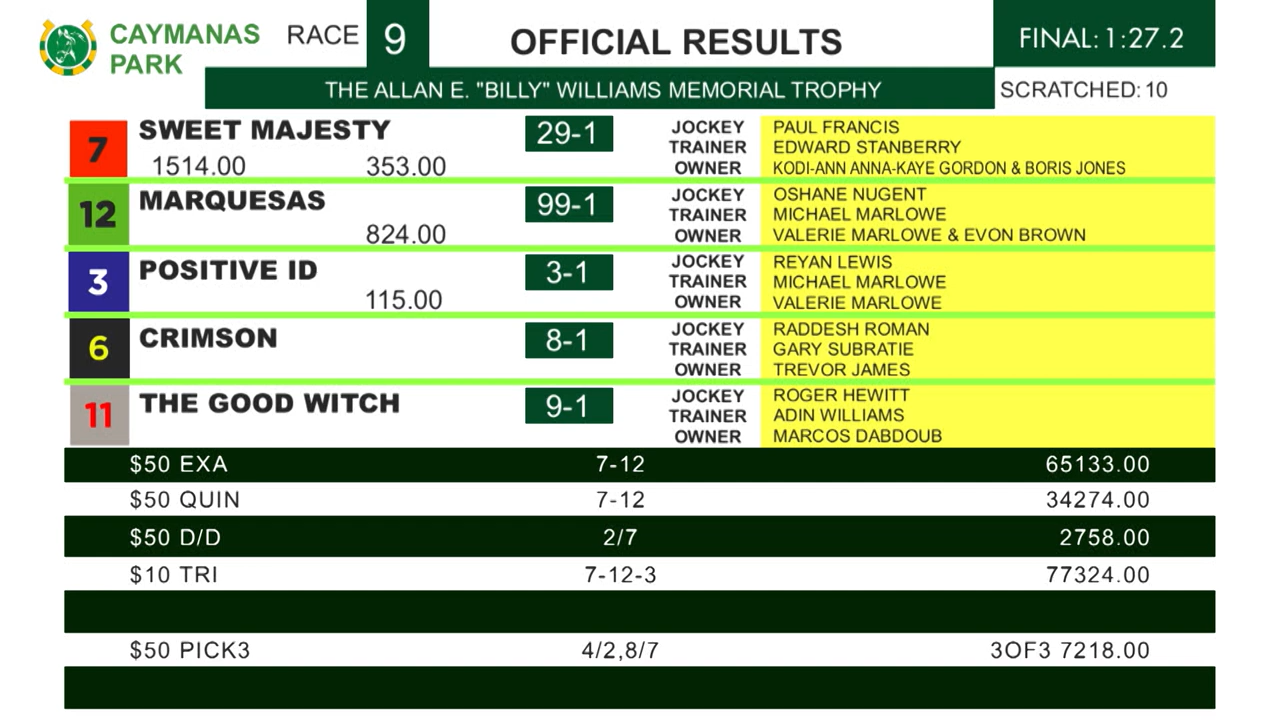 CAYMANAS
PARK
RACE 9
OFFICIAL RESULTS
FINAL: 1:27.2
THE ALLAN E. "BILLY" WILLIAMS MEMORIAL TROPHY
SCRATCHED: 10
7 SWEET MAJESTY 29-1
1514.00 353.00
JOCKEY PAUL FRANCIS
TRAINER EDWARD STANBERRY
OWNER KODI-ANN ANNA-KAYE GORDON & BORIS JONES
12 MARQUESAS 99-1
824.00
JOCKEY OSHANE NUGENT
TRAINER MICHAEL MARLOWE
OWNER VALERIE MARLOWE & EVON BROWN
3 POSITIVE ID 3-1
115.00
JOCKEY REYAN LEWIS
TRAINER MICHAEL MARLOWE
OWNER VALERIE MARLOWE
6 CRIMSON 8-1
JOCKEY RADDESH ROMAN
TRAINER GARY SUBRATIE
OWNER TREVOR JAMES
11 THE GOOD WITCH 9-1
JOCKEY ROGER HEWITT
TRAINER ADIN WILLIAMS
OWNER MARCOS DABDOUB
$50 EXA 7-12 65133.00
$50 QUIN 7-12 34274.00
$50 D/D 2/7 2758.00
$10 TRI 7-12-3 77324.00
$50 PICK3 4/2,8/7 3OF3 7218.00